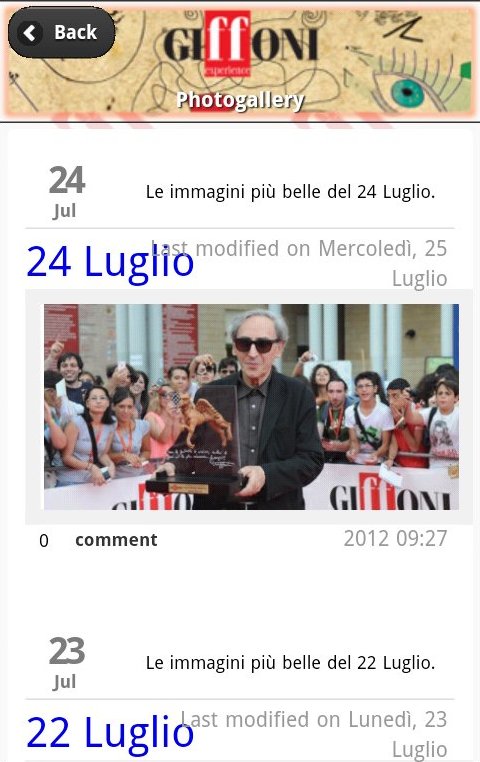 Back
GIffONI
experience
Photogallery
24
Jul
Le immagini più belle del 24 Luglio.
24 Luglio
Last modified on Mercoledì, 25
Luglio
GIffONI
0 comment
2012 09:27
23
Jul
Le immagini più belle del 22 Luglio.
22 Luglio
Last modified on Lunedì, 23
Luglio